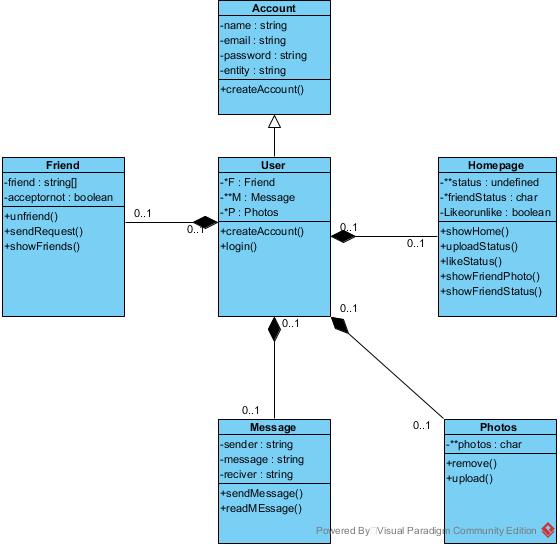 Account
-name : string
-email : string
-password : string
-entity : string
+createAccount()
Friend
-friend : string[]
-acceptornot : boolean
+unfriend()
+sendRequest()
+showFriends()
User
-*F : Friend
-**M : Message
-*P : Photos
+createAccount()
+login()
Homepage
-**status : undefined
-*friendStatus : char
-Likeorunlike : boolean
+showHome()
+uploadStatus()
+likeStatus()
+showFriendPhoto()
+showFriendStatus()
0..1
0..1
0..1
0..1
0..1
0..1
0..1
0..1
Message
-sender : string
-message : string
-reciver : string
+sendMessage()
+readMEssage()
Photos
-**photos : char
+remove()
+upload()
Powered By Visual Paradigm Community Edition